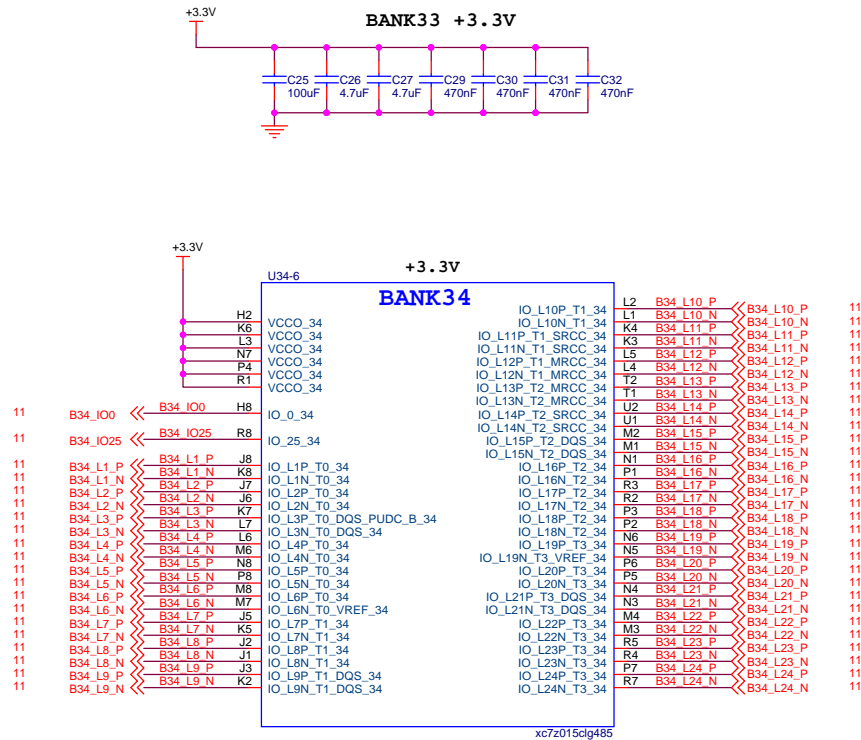 +3.3V
BANK33 +3.3V
C25 C26 C27 C29 C30 C31 C32
100uF 4.7uF 4.7uF 470nF 470nF 470nF 470nF
+3.3V
+3.3V
U34-6
BANK34
H2 VCCO_34
K6 VCCO_34
L3 VCCO_34
N7 VCCO_34
P4 VCCO_34
R1 VCCO_34
11 B34_IO0 B34_IO0 H8 IO_0_34
11 B34_IO25 B34_IO25 R8 IO_25_34
11 B34_L1_P B34_L1_P J8 IO_L1P_T0_34
11 B34_L1_N B34_L1_N K8 IO_L1N_T0_34
11 B34_L2_P B34_L2_P J7 IO_L2P_T0_34
11 B34_L2_N B34_L2_N J6 IO_L2N_T0_34
11 B34_L3_P B34_L3_P K7 IO_L3P_T0_DQS_PUDC_B_34
11 B34_L3_N B34_L3_N L7 IO_L3N_T0_DQS_34
11 B34_L4_P B34_L4_P L6 IO_L4P_T0_34
11 B34_L4_N B34_L4_N M6 IO_L4N_T0_34
11 B34_L5_P B34_L5_P N8 IO_L5P_T0_34
11 B34_L5_N B34_L5_N P8 IO_L5N_T0_34
11 B34_L6_P B34_L6_P M8 IO_L6P_T0_34
11 B34_L6_N B34_L6_N M7 IO_L6N_T0_VREF_34
11 B34_L7_P B34_L7_P J5 IO_L7P_T1_34
11 B34_L7_N B34_L7_N K5 IO_L7N_T1_34
11 B34_L8_P B34_L8_P J2 IO_L8P_T1_34
11 B34_L8_N B34_L8_N J1 IO_L8N_T1_34
11 B34_L9_P B34_L9_P J3 IO_L9P_T1_DQS_34
11 B34_L9_N B34_L9_N K2 IO_L9N_T1_DQS_34
IO_L10P_T1_34 L2 B34_L10_P B34_L10_P 11
IO_L10N_T1_34 L1 B34_L10_N B34_L10_N 11
IO_L11P_T1_SRCC_34 K4 B34_L11_P B34_L11_P 11
IO_L11N_T1_SRCC_34 K3 B34_L11_N B34_L11_N 11
IO_L12P_T1_MRCC_34 L5 B34_L12_P B34_L12_P 11
IO_L12N_T1_MRCC_34 L4 B34_L12_N B34_L12_N 11
IO_L13P_T2_MRCC_34 T2 B34_L13_P B34_L13_P 11
IO_L13N_T2_MRCC_34 T1 B34_L13_N B34_L13_N 11
IO_L14P_T2_SRCC_34 U2 B34_L14_P B34_L14_P 11
IO_L14N_T2_SRCC_34 U1 B34_L14_N B34_L14_N 11
IO_L15P_T2_DQS_34 M2 B34_L15_P B34_L15_P 11
IO_L15N_T2_DQS_34 M1 B34_L15_N B34_L15_N 11
IO_L16P_T2_34 N1 B34_L16_P B34_L16_P 11
IO_L16N_T2_34 P1 B34_L16_N B34_L16_N 11
IO_L17P_T2_34 R3 B34_L17_P B34_L17_P 11
IO_L17N_T2_34 R2 B34_L17_N B34_L17_N 11
IO_L18P_T2_34 P3 B34_L18_P B34_L18_P 11
IO_L18N_T2_34 P2 B34_L18_N B34_L18_N 11
IO_L19P_T3_34 N6 B34_L19_P B34_L19_P 11
IO_L19N_T3_VREF_34 N5 B34_L19_N B34_L19_N 11
IO_L20P_T3_34 P6 B34_L20_P B34_L20_P 11
IO_L20N_T3_34 P5 B34_L20_N B34_L20_N 11
IO_L21P_T3_DQS_34 N4 B34_L21_P B34_L21_P 11
IO_L21N_T3_DQS_34 N3 B34_L21_N B34_L21_N 11
IO_L22P_T3_34 M4 B34_L22_P B34_L22_P 11
IO_L22N_T3_34 M3 B34_L22_N B34_L22_N 11
IO_L23P_T3_34 R5 B34_L23_P B34_L23_P 11
IO_L23N_T3_34 R4 B34_L23_N B34_L23_N 11
IO_L24P_T3_34 P7 B34_L24_P B34_L24_P 11
IO_L24N_T3_34 R7 B34_L24_N B34_L24_N 11
xc7z015clg485